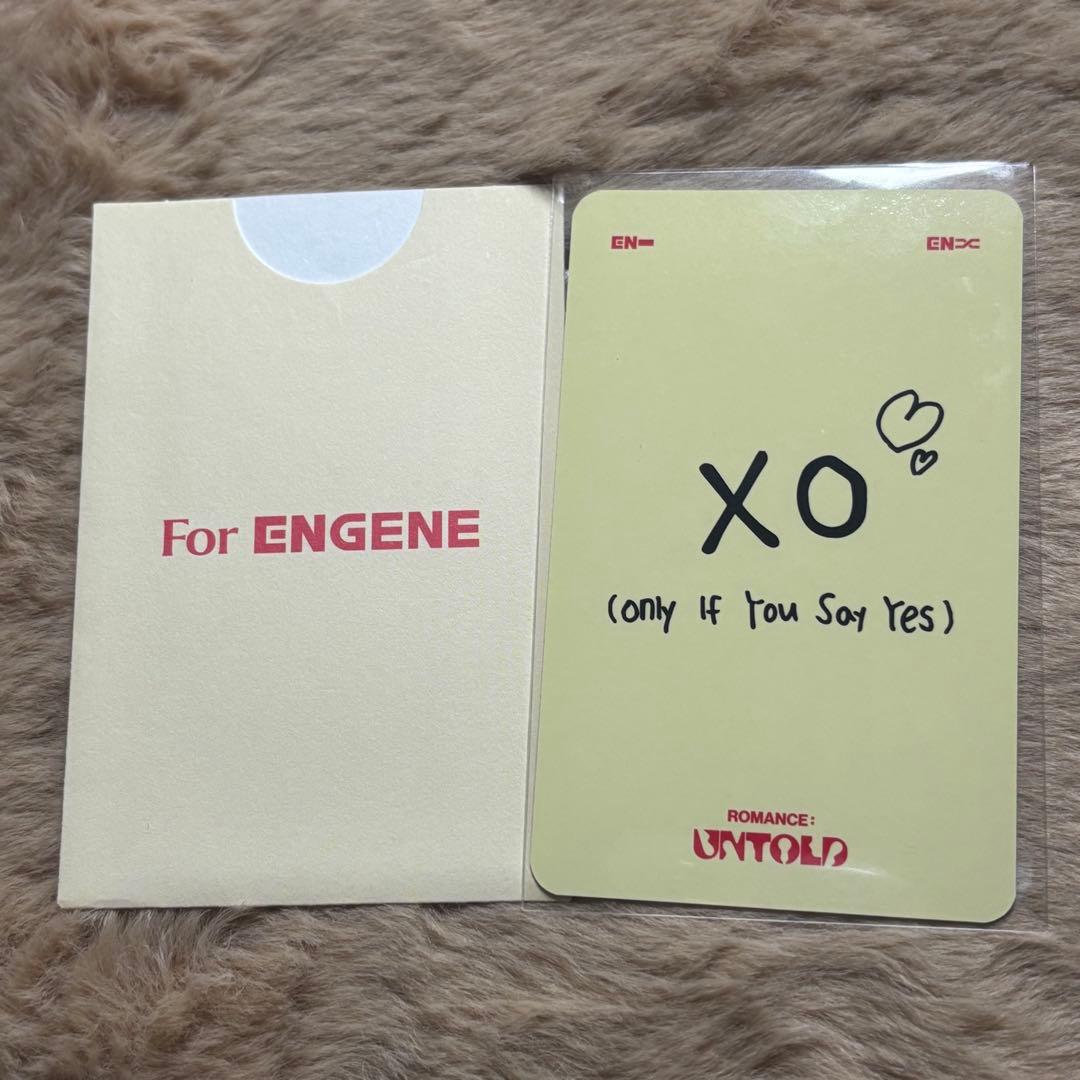 For ENGENE
EN-
EN-
XO
(only If You Say Yes)
ROMANCE:
UNTOLD